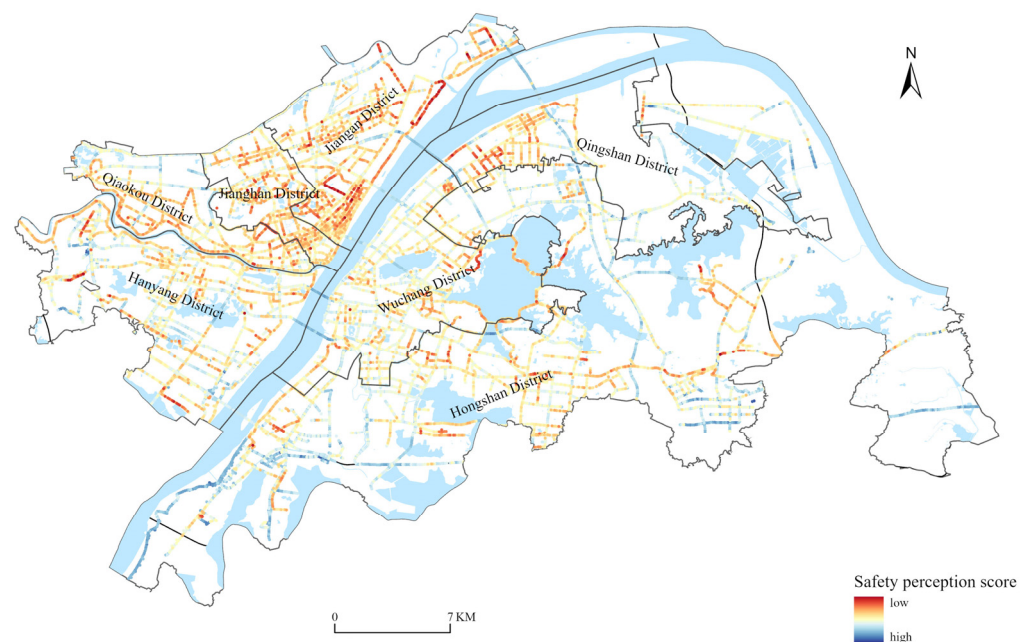 N
Jiangan District
Qingshan District
Qiaokou District
Jianghan District
Hanyang District
Wuchang District
Hongshan District
Safety perception score
low
high
0
7 KM